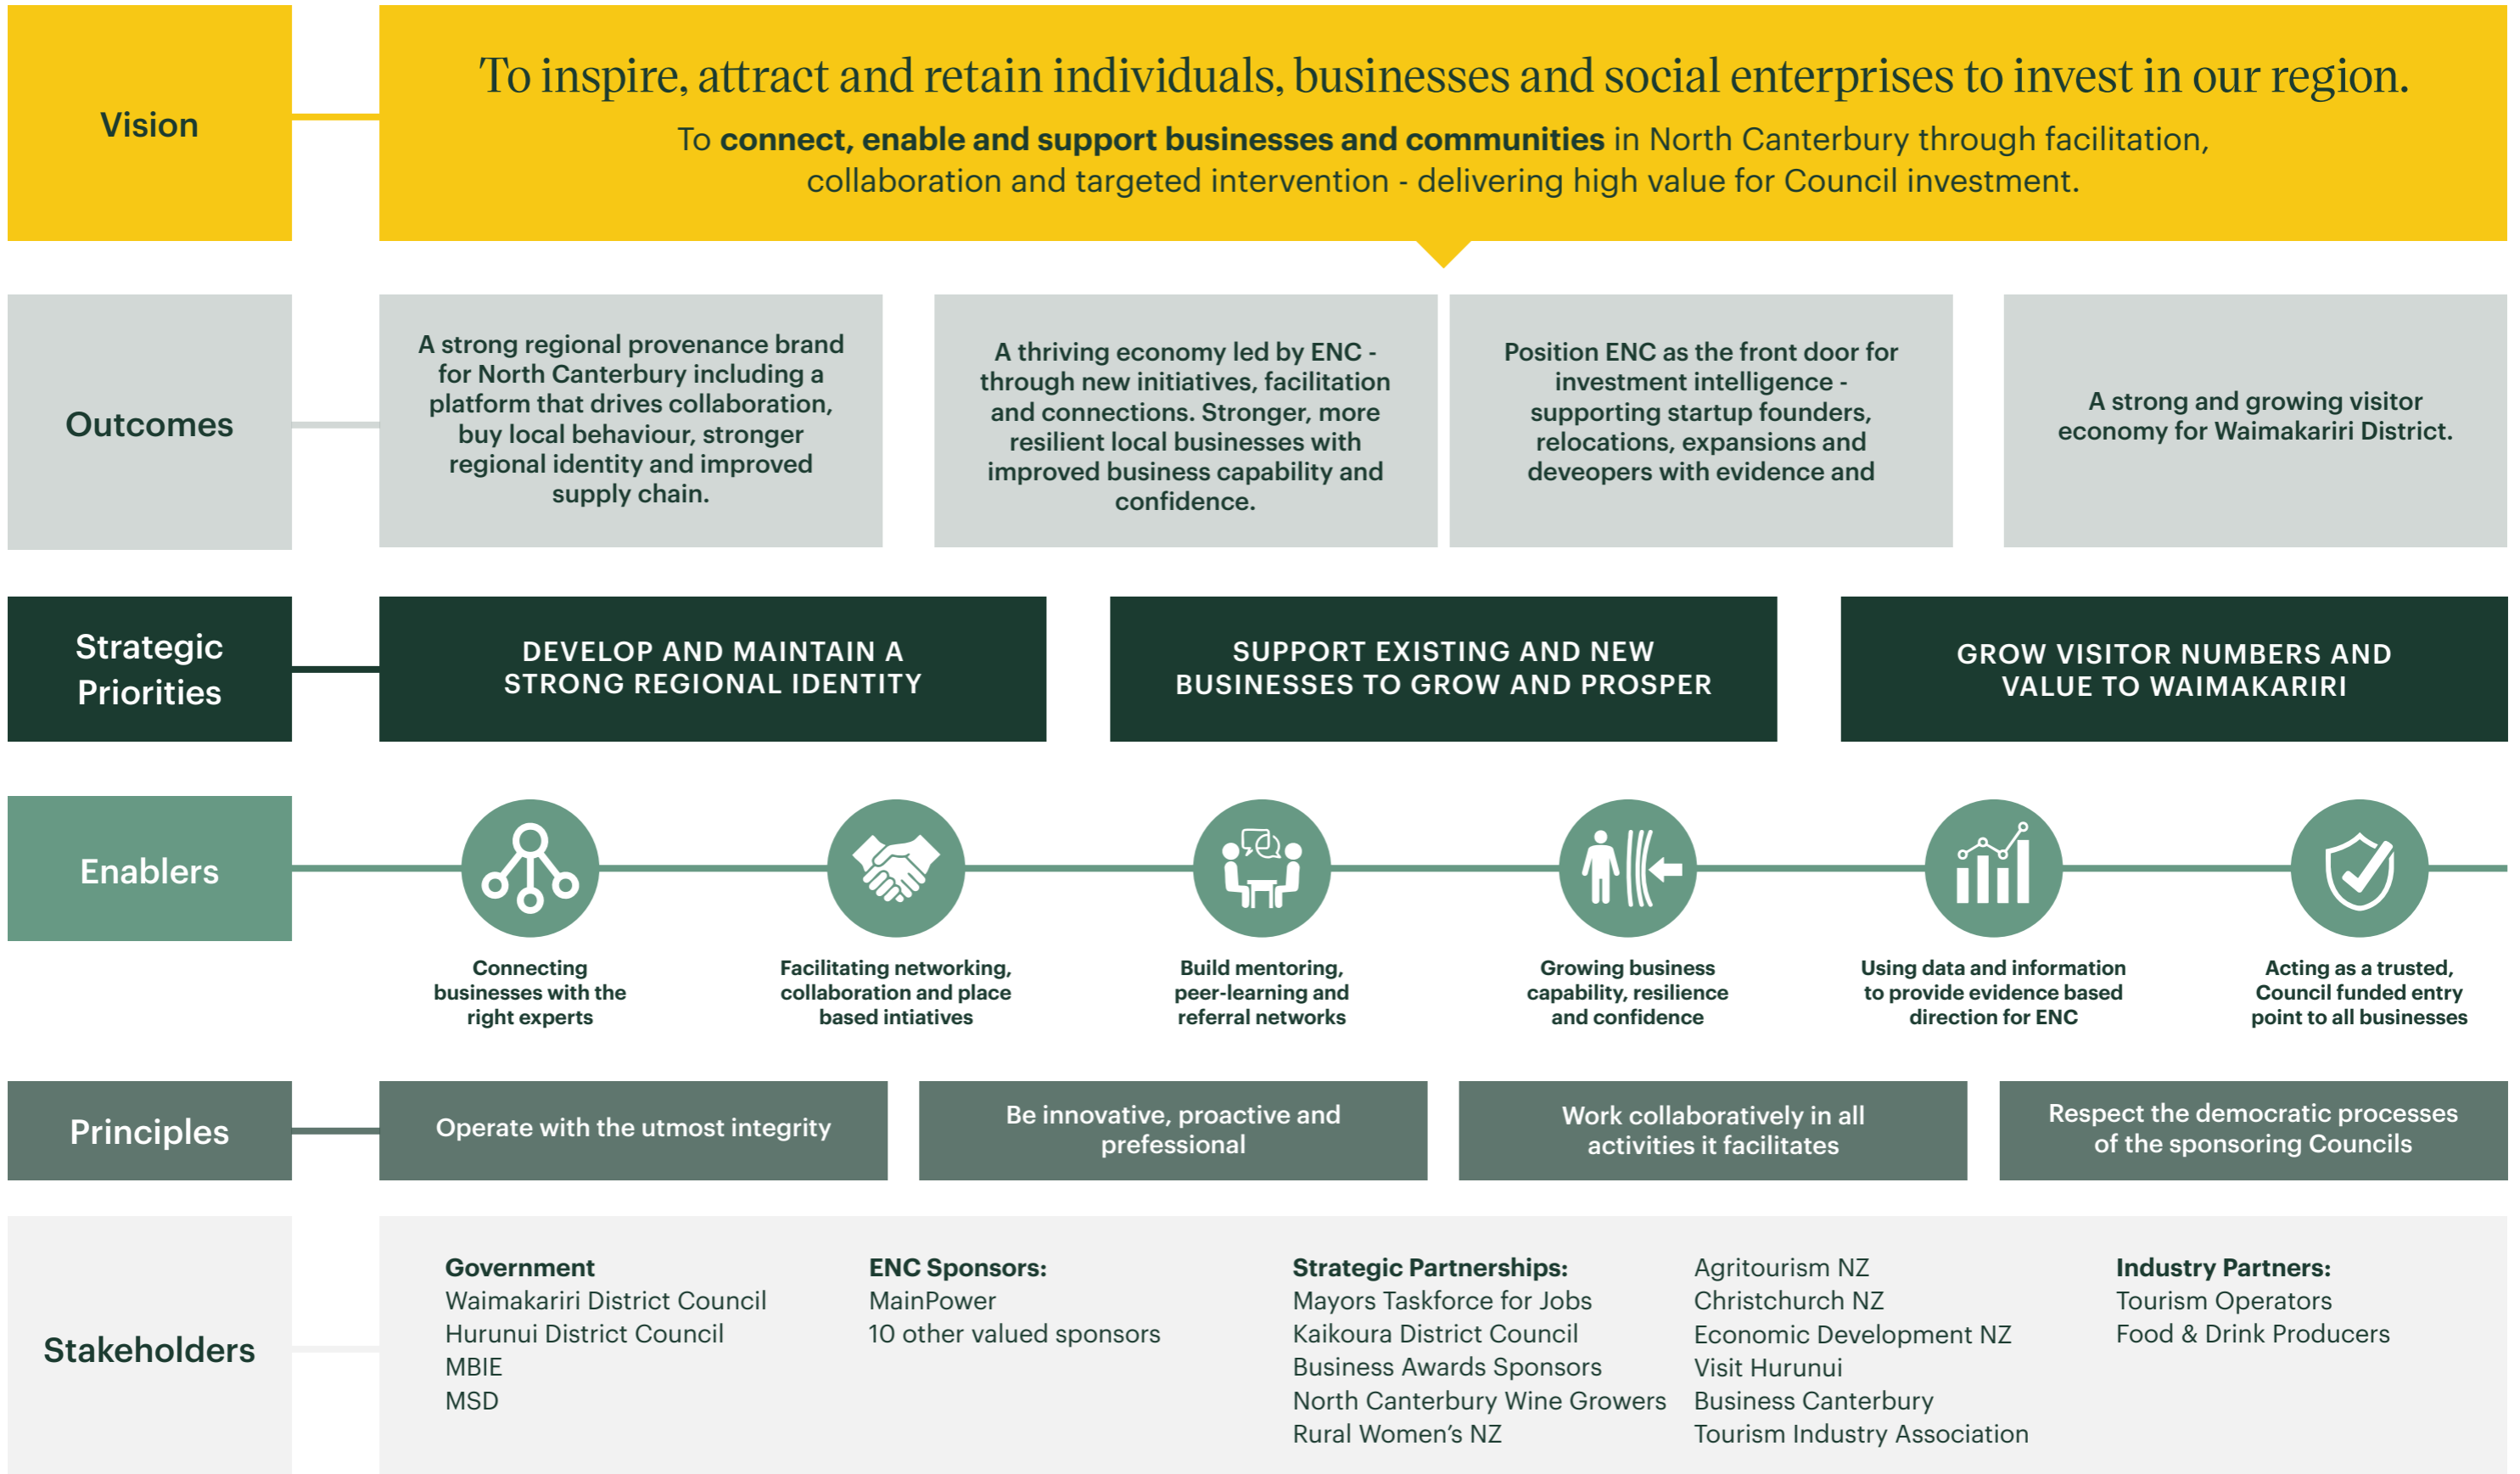 Vision
To inspire, attract and retain individuals, businesses and social enterprises to invest in our region.
To connect, enable and support businesses and communities in North Canterbury through facilitation,
collaboration and targeted intervention - delivering high value for Council investment.
Outcomes
A strong regional provenance brand
for North Canterbury including a
platform that drives collaboration,
buy local behaviour, stronger
regional identity and improved
supply chain.
A thriving economy led by ENC -
through new initiatives, facilitation
and connections. Stronger, more
resilient local businesses with
improved business capability and
confidence.
Position ENC as the front door for
investment intelligence -
supporting startup founders,
relocations, expansions and
deveopers with evidence and
A strong and growing visitor
economy for Waimakariri District.
Strategic
Priorities
DEVELOP AND MAINTAIN A
STRONG REGIONAL IDENTITY
SUPPORT EXISTING AND NEW
BUSINESSES TO GROW AND PROSPER
GROW VISITOR NUMBERS AND
VALUE TO WAIMAKARIRI
Enablers
Connecting
businesses with the
right experts
Facilitating networking,
collaboration and place
based intiatives
Build mentoring,
peer-learning and
referral networks
Growing business
capability, resilience
and confidence
Using data and information
to provide evidence based
direction for ENC
Acting as a trusted,
Council funded entry
point to all businesses
Principles
Operate with the utmost integrity
Be innovative, proactive and
prefessional
Work collaboratively in all
activities it facilitates
Respect the democratic processes
of the sponsoring Councils
Stakeholders
Government
Waimakariri District Council
Hurunui District Council
MBIE
MSD
ENC Sponsors:
MainPower
10 other valued sponsors
Strategic Partnerships:
Mayors Taskforce for Jobs
Kaikoura District Council
Business Awards Sponsors
North Canterbury Wine Growers
Rural Women's NZ
Agritourism NZ
Christchurch NZ
Economic Development NZ
Visit Hurunui
Business Canterbury
Tourism Industry Association
Industry Partners:
Tourism Operators
Food & Drink Producers